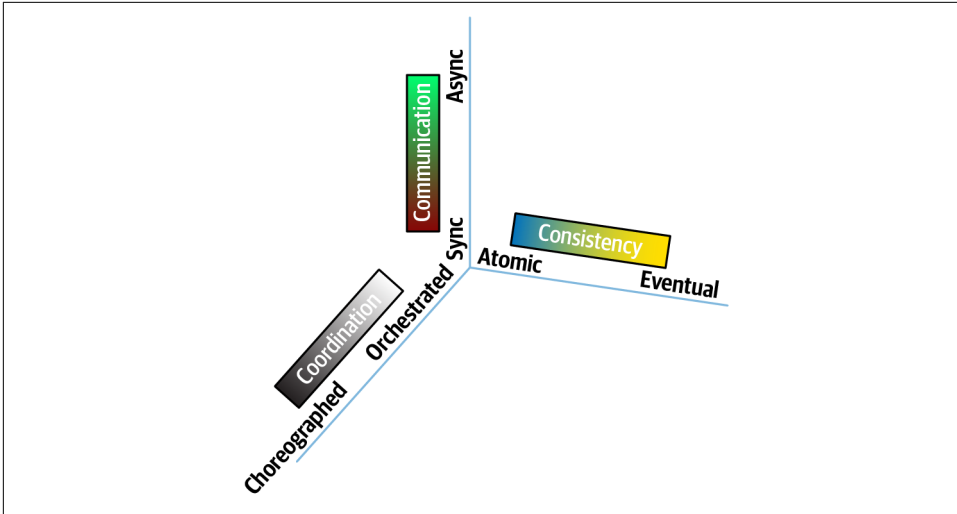 Async
Communication
Sync
Consistency
Atomic
Eventual
Orchestrated
Coordination
Choreographed